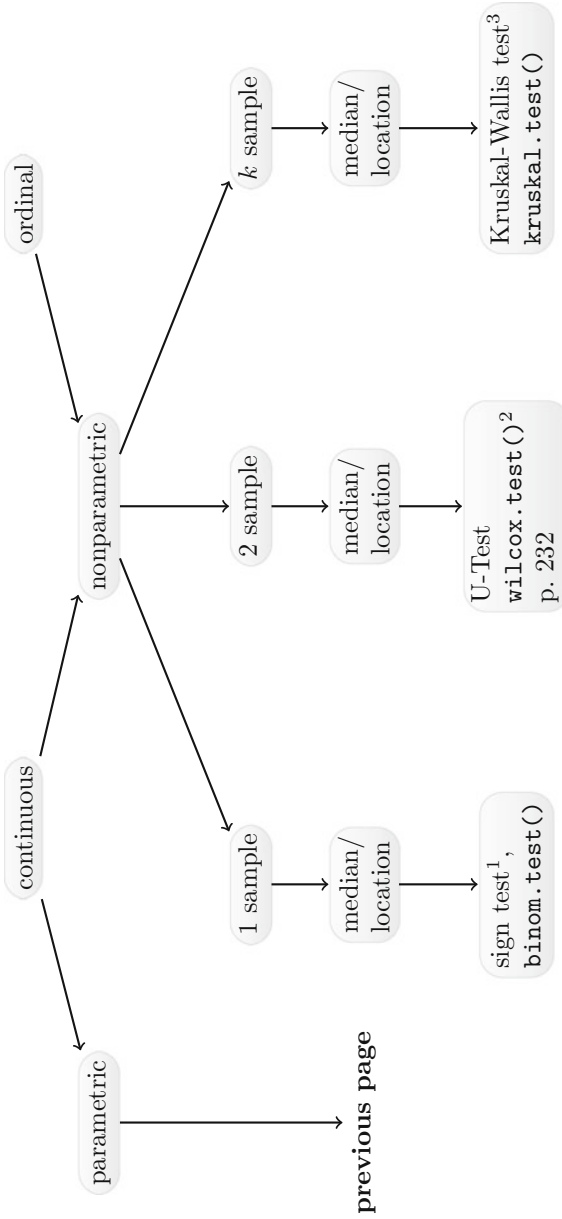 continuous
ordinal
parametric
nonparametric
previous page
1 sample
2 sample
k sample
median/
location
median/
location
median/
location
sign test¹,
binom.test()
U-Test
wilcox.test()²
p. 232
Kruskal-Wallis test³
kruskal.test()